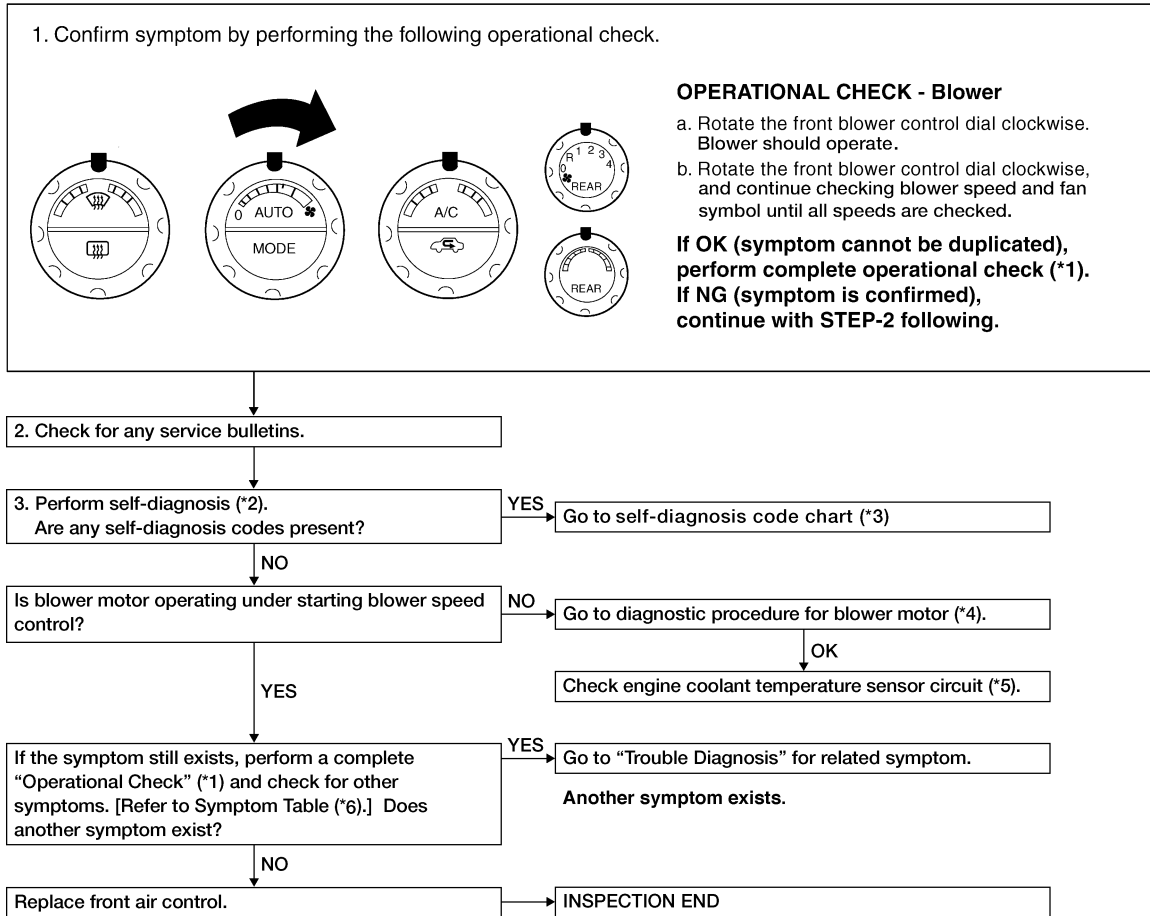 1. Confirm symptom by performing the following operational check.
0
AUTO
MODE
A/C
0 R 1 2 3 4
REAR
REAR
OPERATIONAL CHECK - Blower
a. Rotate the front blower control dial clockwise.
Blower should operate.
b. Rotate the front blower control dial clockwise,
and continue checking blower speed and fan
symbol until all speeds are checked.
If OK (symptom cannot be duplicated),
perform complete operational check (*1).
If NG (symptom is confirmed),
continue with STEP-2 following.
2. Check for any service bulletins.
3. Perform self-diagnosis (*2).
Are any self-diagnosis codes present?
YES
Go to self-diagnosis code chart (*3)
NO
Is blower motor operating under starting blower speed
control?
NO
Go to diagnostic procedure for blower motor (*4).
OK
Check engine coolant temperature sensor circuit (*5).
YES
If the symptom still exists, perform a complete
“Operational Check” (*1) and check for other
symptoms. [Refer to Symptom Table (*6).] Does
another symptom exist?
YES
Go to “Trouble Diagnosis” for related symptom.
Another symptom exists.
NO
Replace front air control.
INSPECTION END